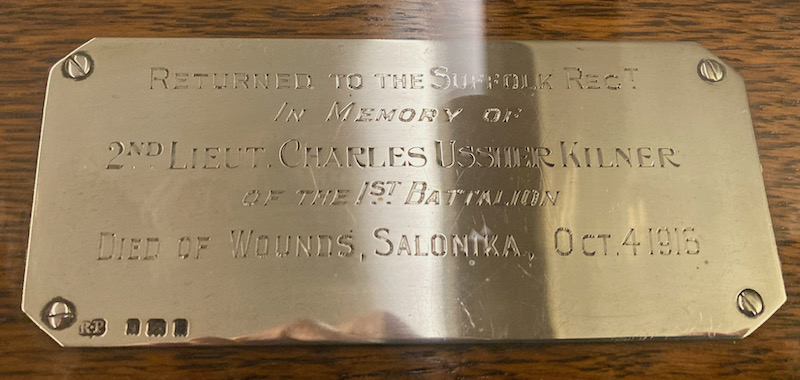 RETURNED TO THE SUFFOLK REGT
IN MEMORY OF
2ND LIEUT. CHARLES USSHER KILNER
OF THE 1ST BATTALION
DIED OF WOUNDS, SALONIKA, OCT. 4 1916
R.P